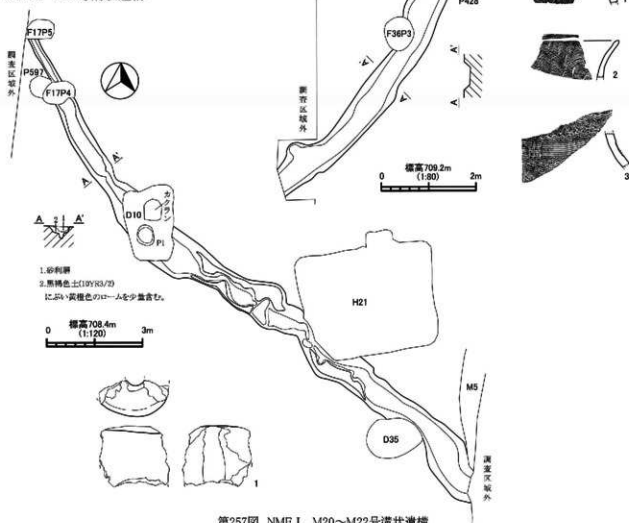 F17P5
P597
F17P4
調査区域外
A
A'
D10
カクラン
P1
A
A'
1.砂利層
2.黒褐色土(10YR3/2)
にぶい黄橙色のロームを少量含む。
標高708.4m
0
(1:120)
3m
H21
M5
D35
調査区域外
1
P428
F36P3
調査区域外
A
A'
A
A'
標高709.2m
0
(1:80)
2m
2
3
第257図 NMF I M20~M22号溝状遺構